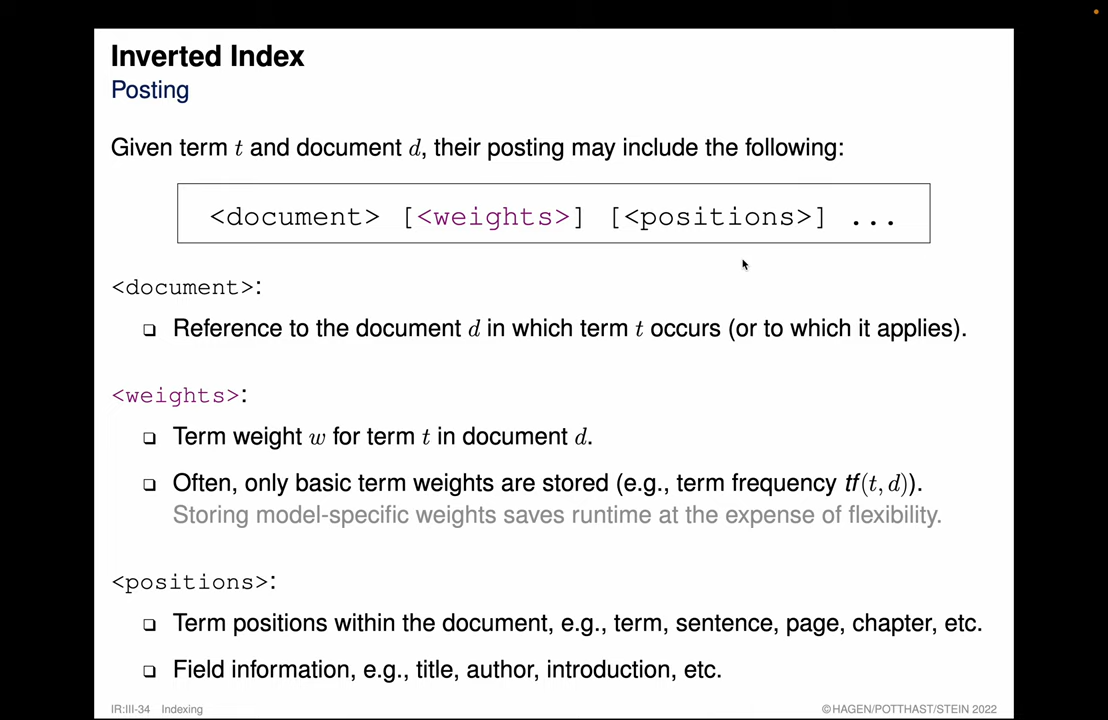 Inverted Index
Posting
Given term t and document d, their posting may include the following:
<document> [<weights>] [<positions>] ...
<document>:
❑ Reference to the document d in which term t occurs (or to which it applies).
<weights>:
❑ Term weight w for term t in document d.
❑ Often, only basic term weights are stored (e.g., term frequency tf(t, d)).
Storing model-specific weights saves runtime at the expense of flexibility.
<positions>:
❑ Term positions within the document, e.g., term, sentence, page, chapter, etc.
❑ Field information, e.g., title, author, introduction, etc.
IR:III-34 Indexing
©HAGEN/POTTHAST/STEIN 2022